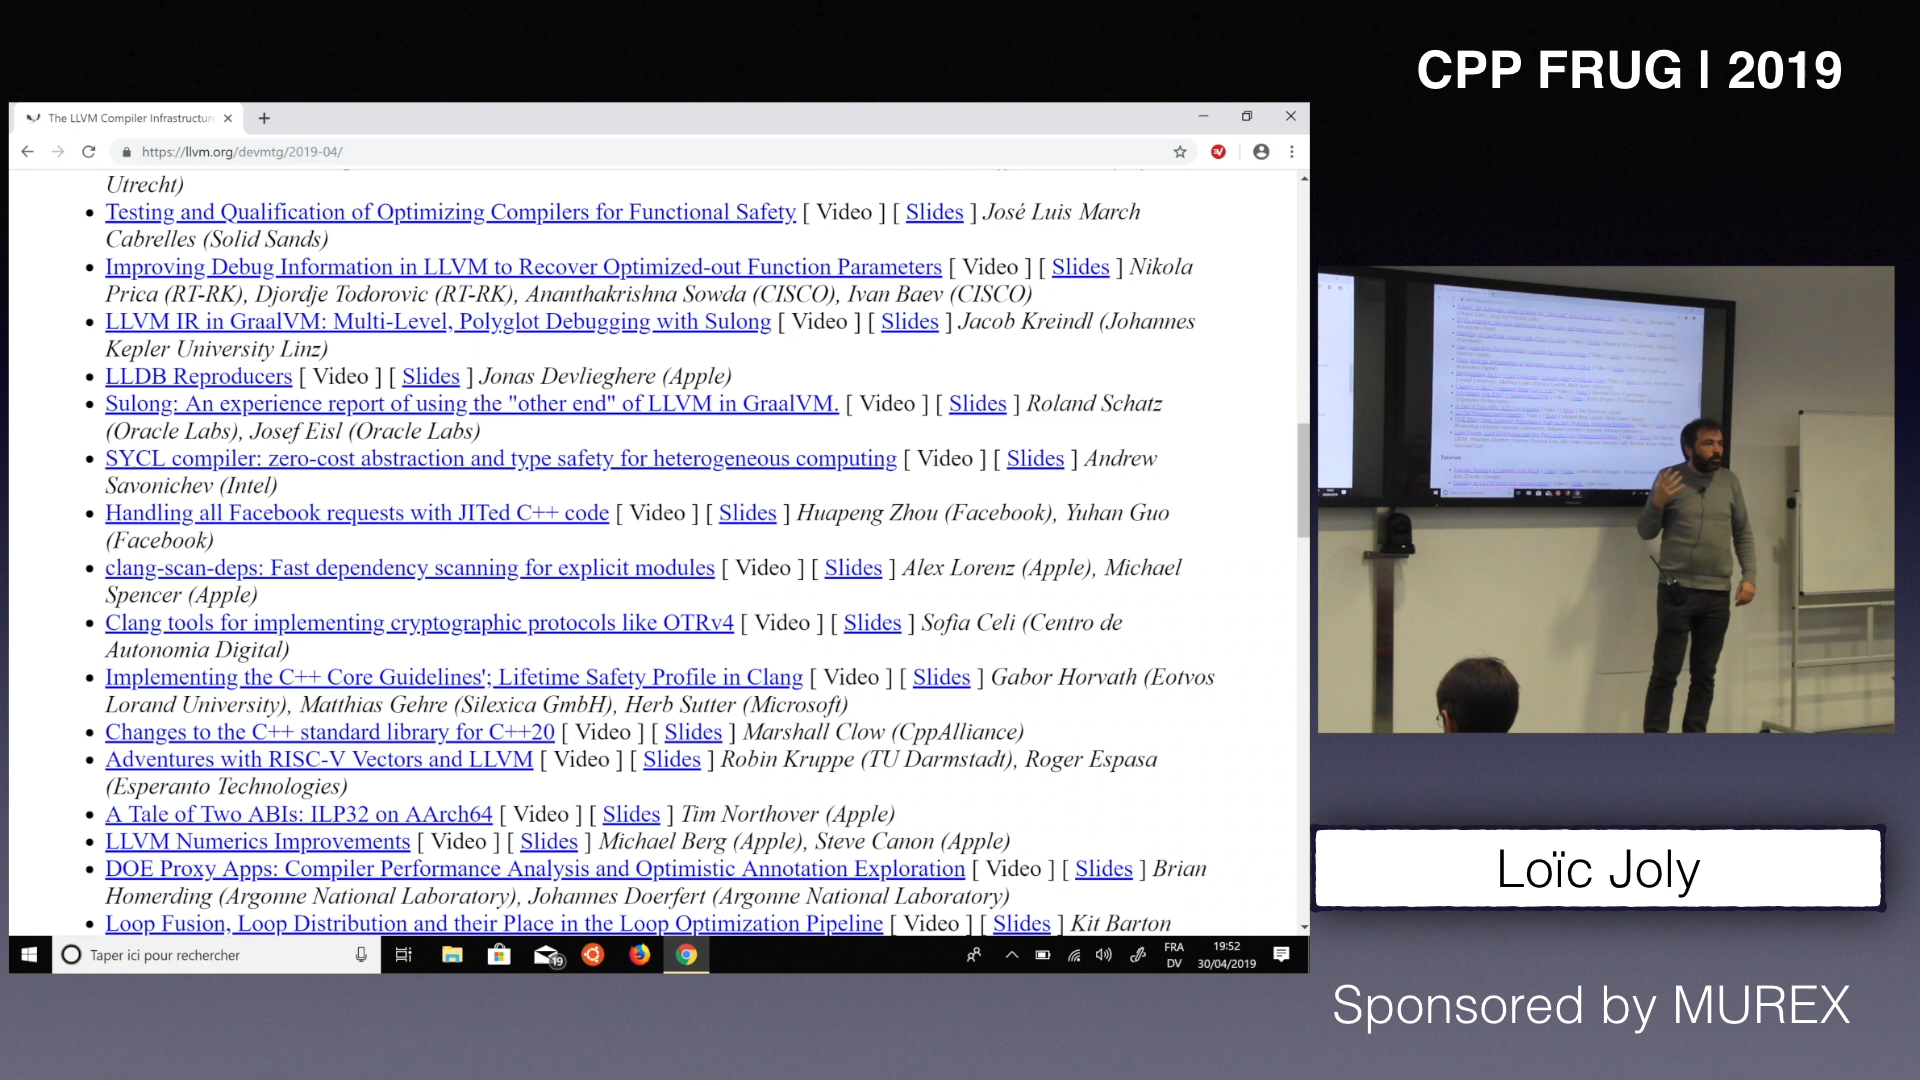 CPP FRUG | 2019
The LLVM Compiler Infrastructur
https://llvm.org/devmtg/2019-04/
Utrecht)
• Testing and Qualification of Optimizing Compilers for Functional Safety [ Video ] [ Slides ] José Luis March
Cabrelles (Solid Sands)
• Improving Debug Information in LLVM to Recover Optimized-out Function Parameters [ Video ] [ Slides ] Nikola
Prica (RT-RK), Djordje Todorovic (RT-RK), Ananthakrishna Sowda (CISCO), Ivan Baev (CISCO)
• LLVM IR in GraalVM: Multi-Level, Polyglot Debugging with Sulong [ Video ] [ Slides ] Jacob Kreindl (Johannes
Kepler University Linz)
• LLDB Reproducers [ Video ] [ Slides ] Jonas Devlieghere (Apple)
• Sulong: An experience report of using the "other end" of LLVM in GraalVM. [ Video ] [ Slides ] Roland Schatz
(Oracle Labs), Josef Eisl (Oracle Labs)
• SYCL compiler: zero-cost abstraction and type safety for heterogeneous computing [ Video ] [ Slides ] Andrew
Savonichev (Intel)
• Handling all Facebook requests with JITed C++ code [ Video ] [ Slides ] Huapeng Zhou (Facebook), Yuhan Guo
(Facebook)
• clang-scan-deps: Fast dependency scanning for explicit modules [ Video ] [ Slides ] Alex Lorenz (Apple), Michael
Spencer (Apple)
• Clang tools for implementing cryptographic protocols like OTRv4 [ Video ] [ Slides ] Sofia Celi (Centro de
Autonomia Digital)
• Implementing the C++ Core Guidelines'; Lifetime Safety Profile in Clang [ Video ] [ Slides ] Gabor Horvath (Eotvos
Lorand University), Matthias Gehre (Silexica GmbH), Herb Sutter (Microsoft)
• Changes to the C++ standard library for C++20 [ Video ] [ Slides ] Marshall Clow (CppAlliance)
• Adventures with RISC-V Vectors and LLVM [ Video ] [ Slides ] Robin Kruppe (TU Darmstadt), Roger Espasa
(Esperanto Technologies)
• A Tale of Two ABIs: ILP32 on AArch64 [ Video ] [ Slides ] Tim Northover (Apple)
• LLVM Numerics Improvements [ Video ] [ Slides ] Michael Berg (Apple), Steve Canon (Apple)
• DOE Proxy Apps: Compiler Performance Analysis and Optimistic Annotation Exploration [ Video ] [ Slides ] Brian
Homerding (Argonne National Laboratory), Johannes Doerfert (Argonne National Laboratory)
• Loop Fusion, Loop Distribution and their Place in the Loop Optimization Pipeline [ Video ] [ Slides ] Kit Barton
Taper ici pour rechercher
19
FRA
DV
19:52
30/04/2019
Loïc Joly
Sponsored by MUREX